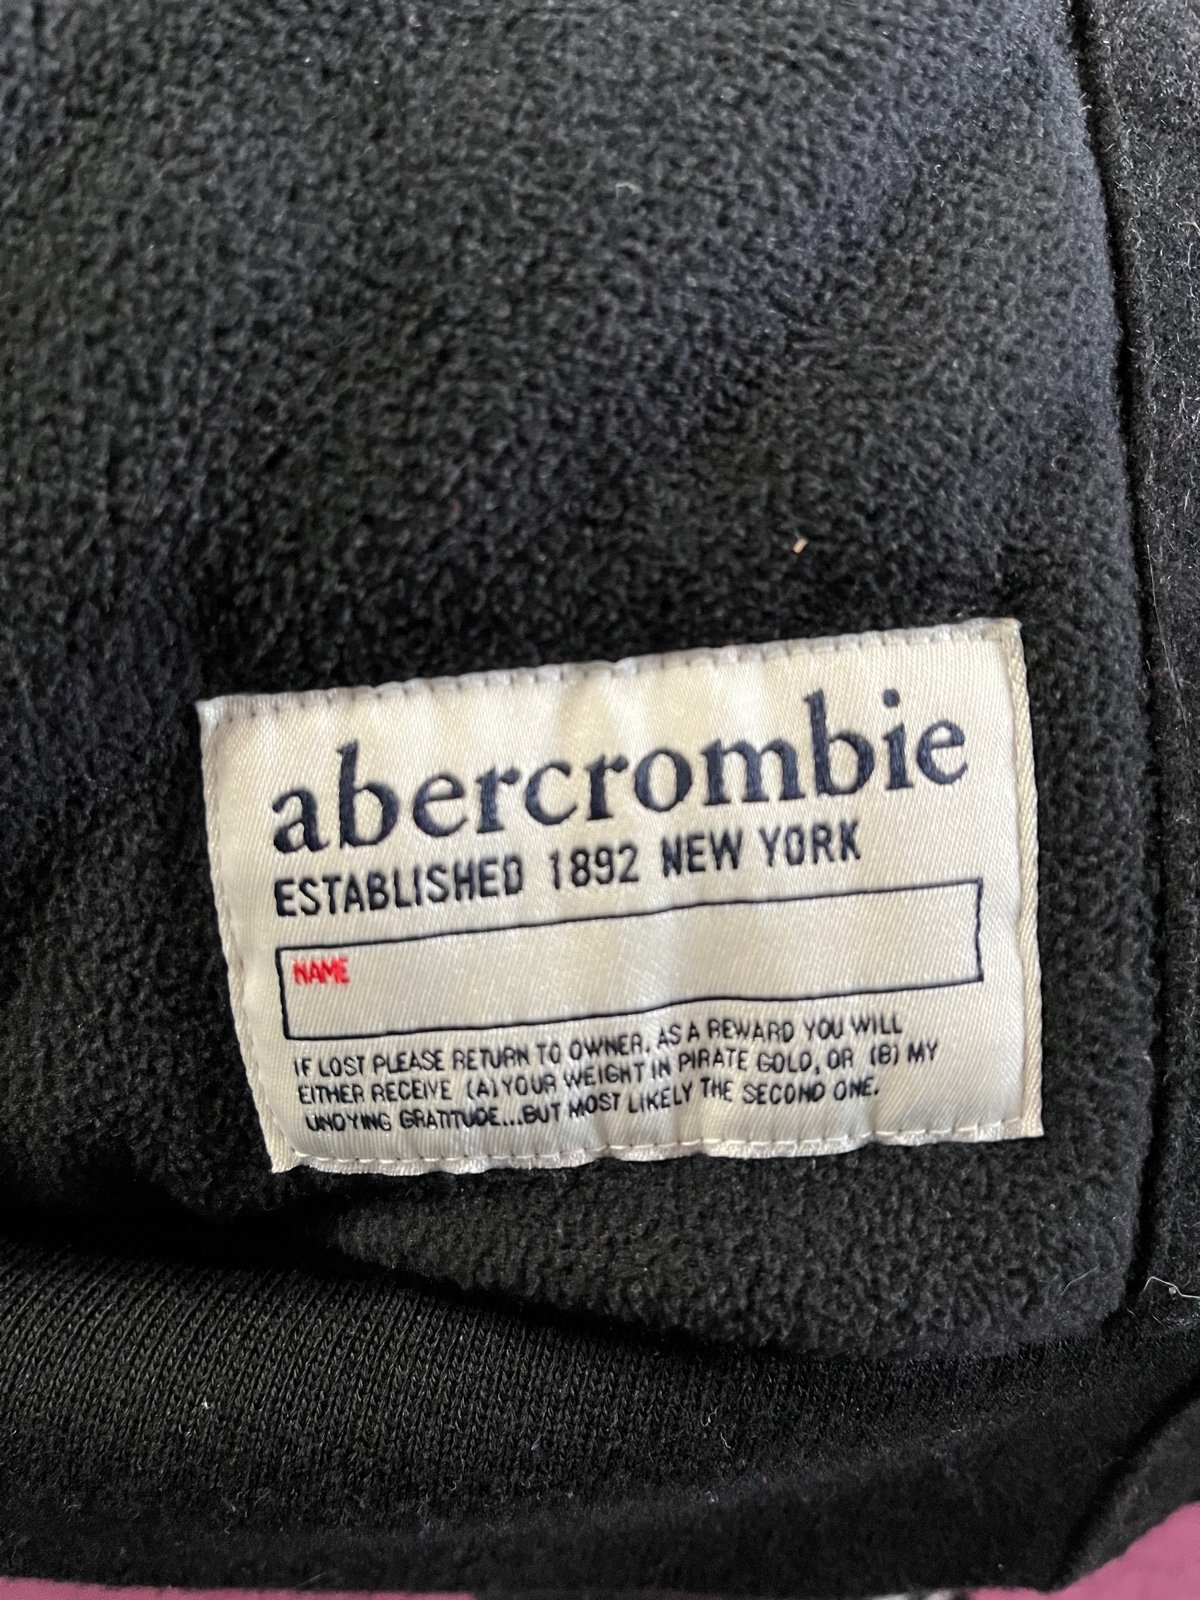 abercrombie
ESTABLISHED 1892 NEW YORK
NAME
IF LOST PLEASE RETURN TO OWNER. AS A REWARD YOU WILL
EITHER RECEIVE (A) YOUR WEIGHT IN PIRATE GOLD, OR (B) MY
UNDYING GRATITUDE...BUT MOST LIKELY THE SECOND ONE.